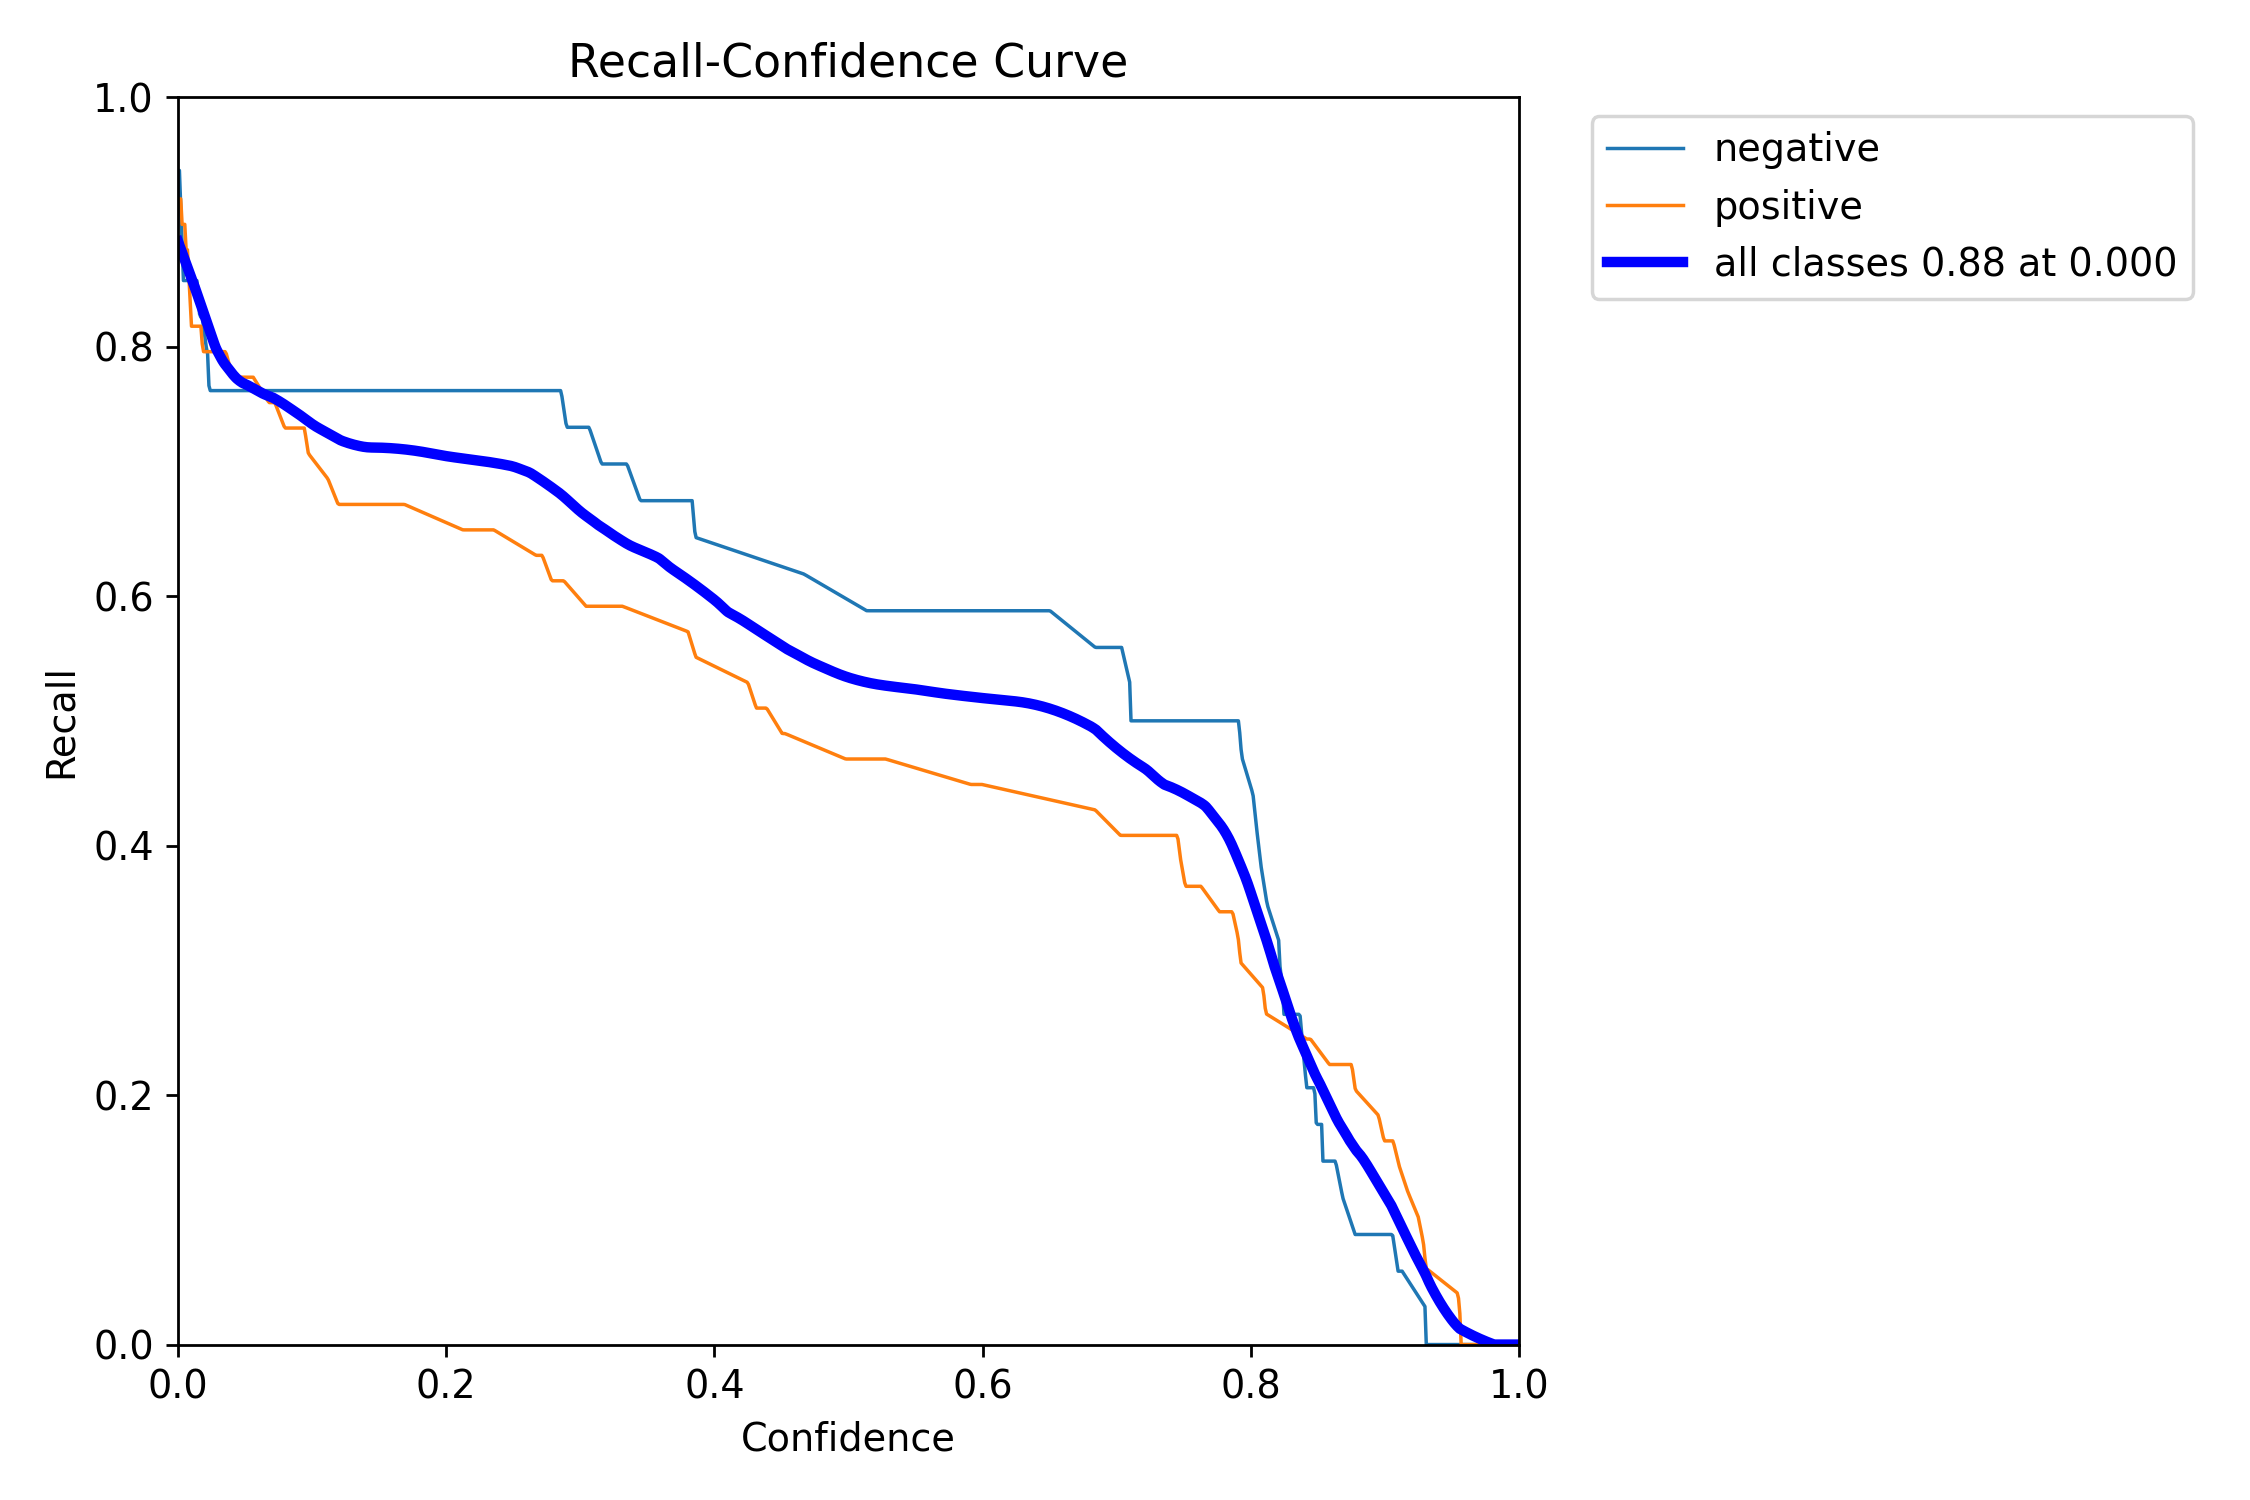 Recall-Confidence Curve
1.0
0.8
0.6
0.4
0.2
0.0
Recall
0.0 0.2 0.4 0.6 0.8 1.0
Confidence
negative
positive
all classes 0.88 at 0.000